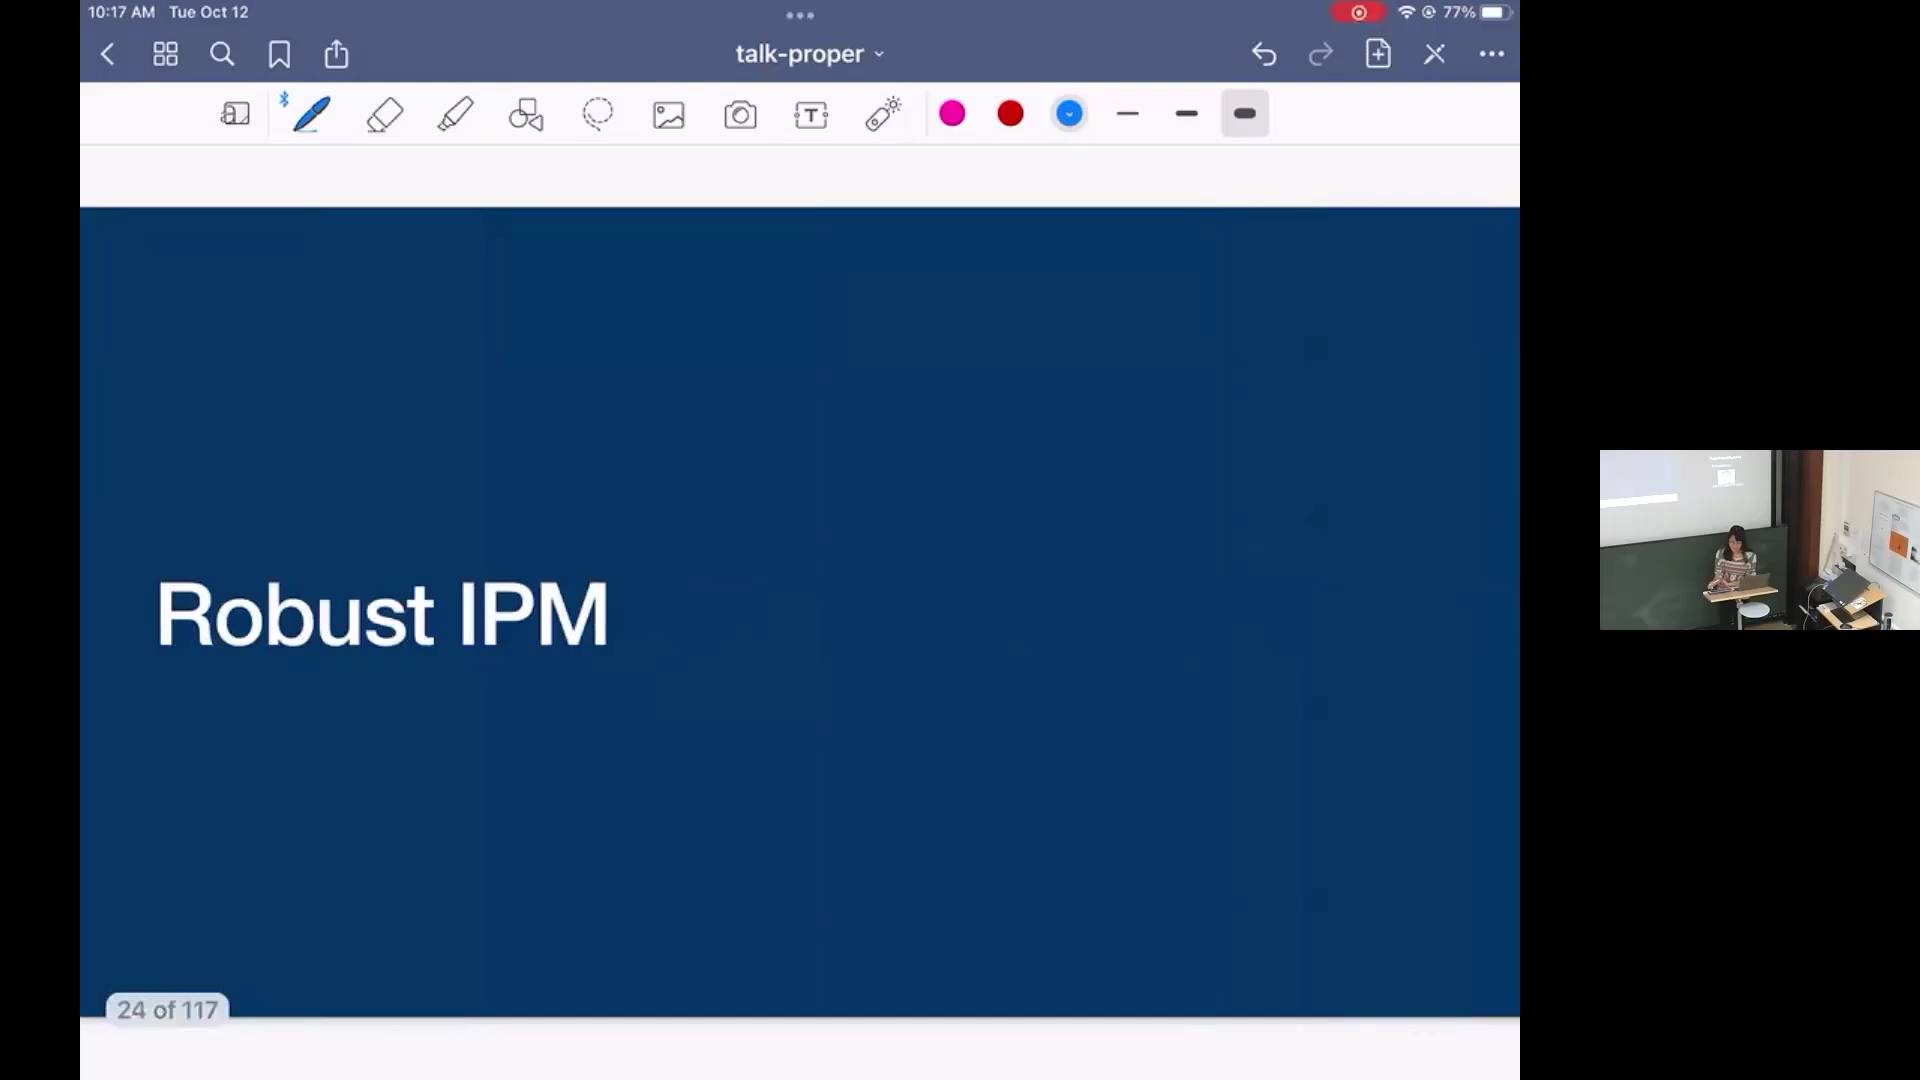 10:17 AM Tue Oct 12
77%
talk-proper
T
Robust IPM
24 of 117